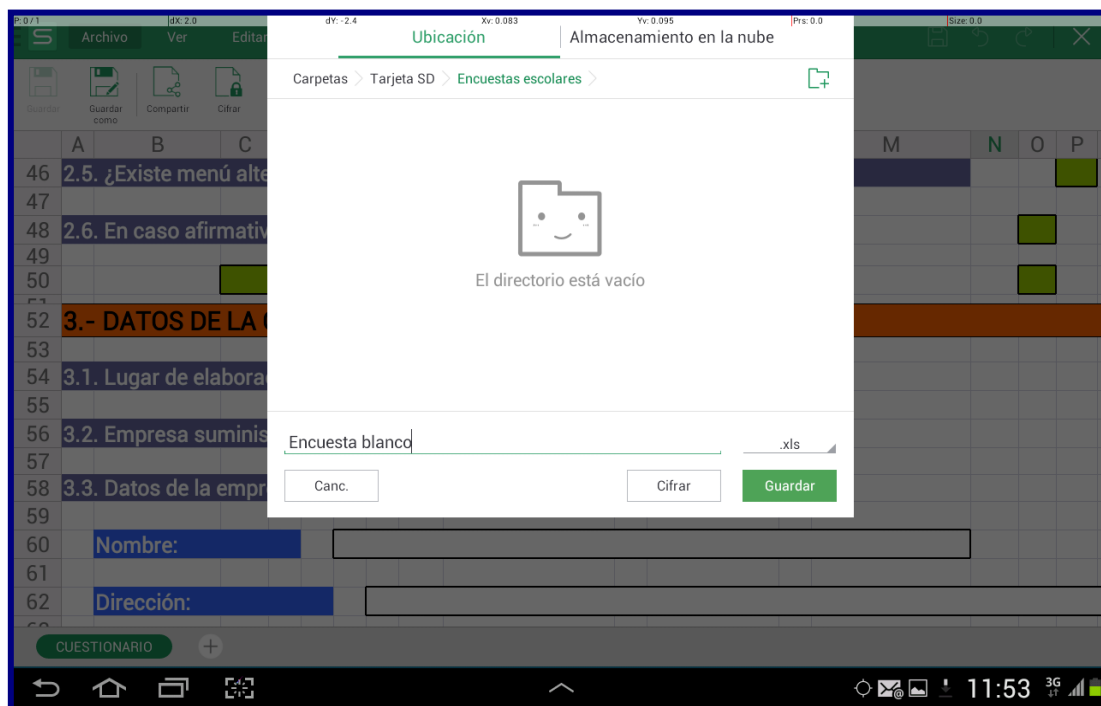 P: 0 / 1 dX: 2.0 dY: -2.4 Xv: 0.083 Yv: 0.095 Prs: 0.0 Size: 0.0
Archivo Ver Editar
Ubicación Almacenamiento en la nube
Carpetas Tarjeta SD Encuestas escolares
Guardar Guardar como Compartir Cifrar
A B C M N O P
46 2.5. ¿Existe menú alte
47
48 2.6. En caso afirmativ
49
50
El directorio está vacío
51
52 3.- DATOS DE LA
53
54 3.1. Lugar de elabora
55
56 3.2. Empresa suminis
Encuesta blanco .xls
57
58 3.3. Datos de la empr
Canc. Cifrar Guardar
59
60 Nombre:
61
62 Dirección:
CUESTIONARIO
11:53 3G